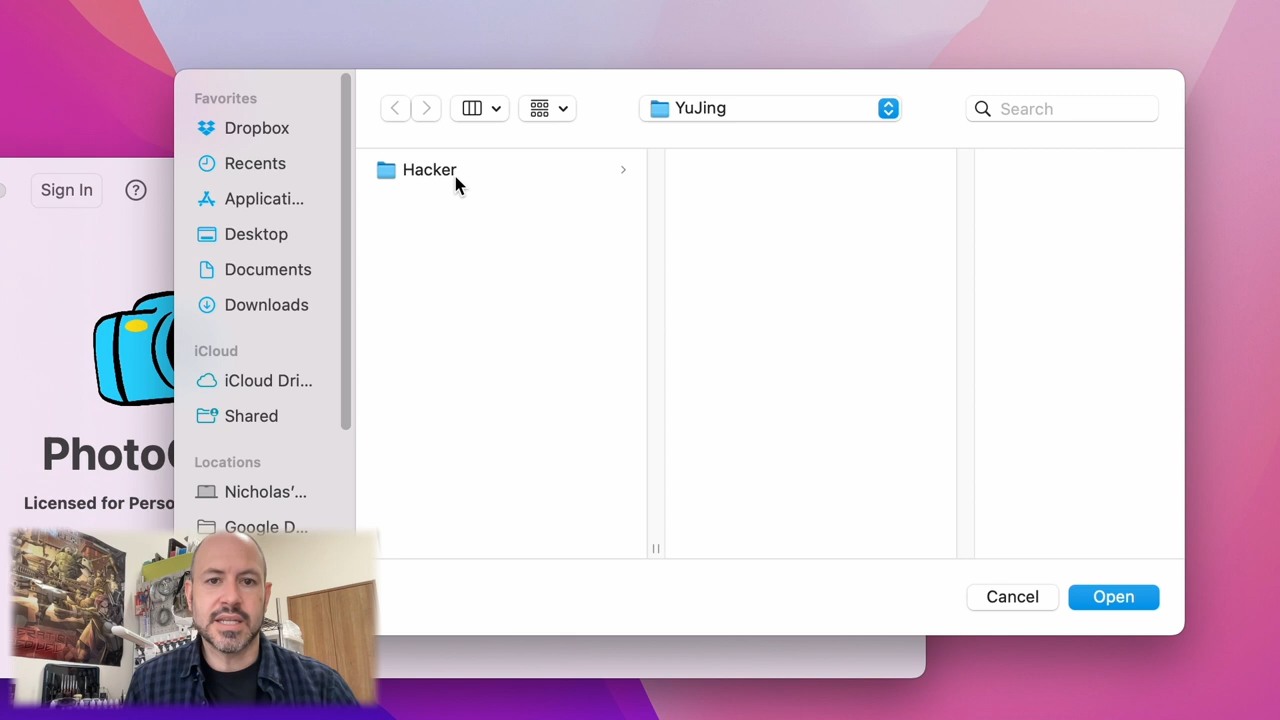 Favorites
Dropbox
Recents
Applicati...
Desktop
Documents
Downloads
iCloud
iCloud Dri...
Shared
Locations
Nicholas’...
Google D...
YuJing
Search
Hacker
Cancel
Open
Sign In
?
Photo
Licensed for Perso